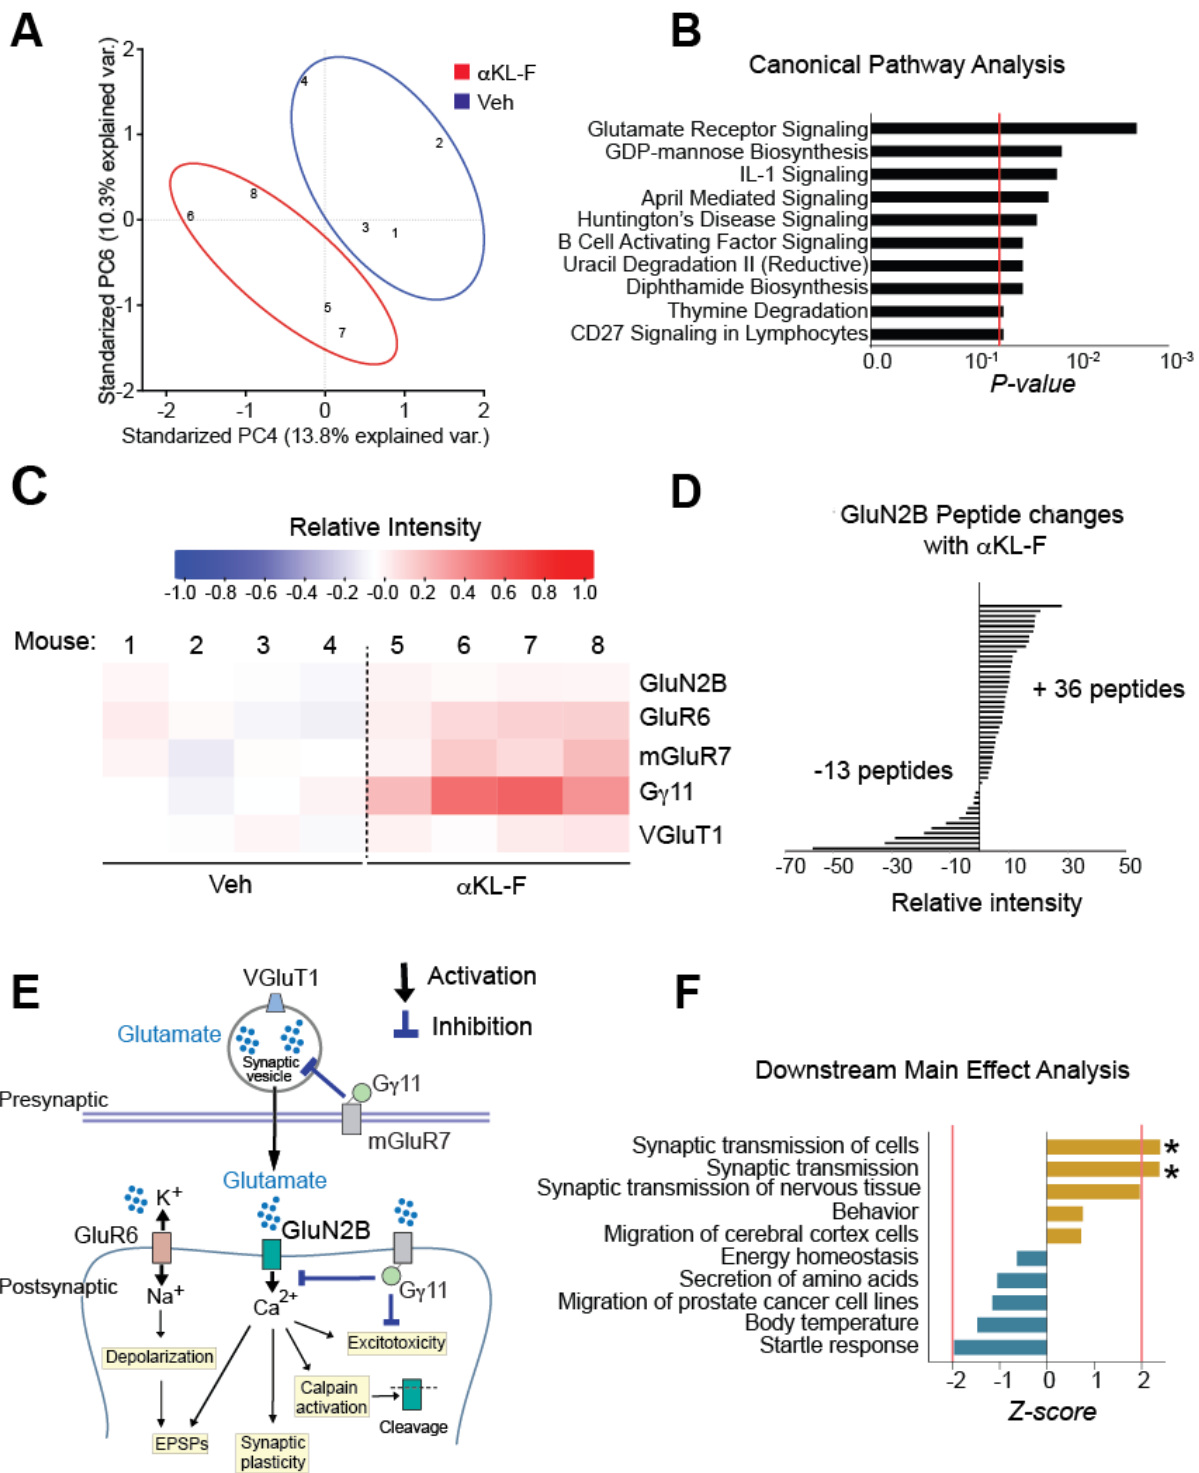 A
Standarized PC6 (10.3% explained var.)
2
1
0
-1
-2
4
2
8
6
3
1
5
7
αKL-F
Veh
-2
-1
0
1
2
Standarized PC4 (13.8% explained var.)
B
Canonical Pathway Analysis
Glutamate Receptor Signaling
GDP-mannose Biosynthesis
IL-1 Signaling
April Mediated Signaling
Huntington's Disease Signaling
B Cell Activating Factor Signaling
Uracil Degradation II (Reductive)
Diphthamide Biosynthesis
Thymine Degradation
CD27 Signaling in Lymphocytes
0.0 10⁻¹ 10⁻² 10⁻³
P-value
C
Relative Intensity
-1.0 -0.8 -0.6 -0.4 -0.2 -0.0 0.2 0.4 0.6 0.8 1.0
Mouse: 1 2 3 4 5 6 7 8
GluN2B
GluR6
mGluR7
Gγ11
VGluT1
Veh
αKL-F
D
GluN2B Peptide changes
with αKL-F
+ 36 peptides
-13 peptides
-70 -50 -30 -10 10 30 50
Relative intensity
E
VGluT1
Glutamate
Synaptic
vesicle
Activation
Inhibition
Gγ11
Presynaptic
mGluR7
Glutamate
K⁺
GluR6
GluN2B
Postsynaptic
Na⁺
Ca²⁺
Gγ11
Depolarization
Excitotoxicity
Calpain
activation
Cleavage
EPSPs
Synaptic
plasticity
F
Downstream Main Effect Analysis
Synaptic transmission of cells *
Synaptic transmission *
Synaptic transmission of nervous tissue
Behavior
Migration of cerebral cortex cells
Energy homeostasis
Secretion of amino acids
Migration of prostate cancer cell lines
Body temperature
Startle response
-2 -1 0 1 2
Z-score